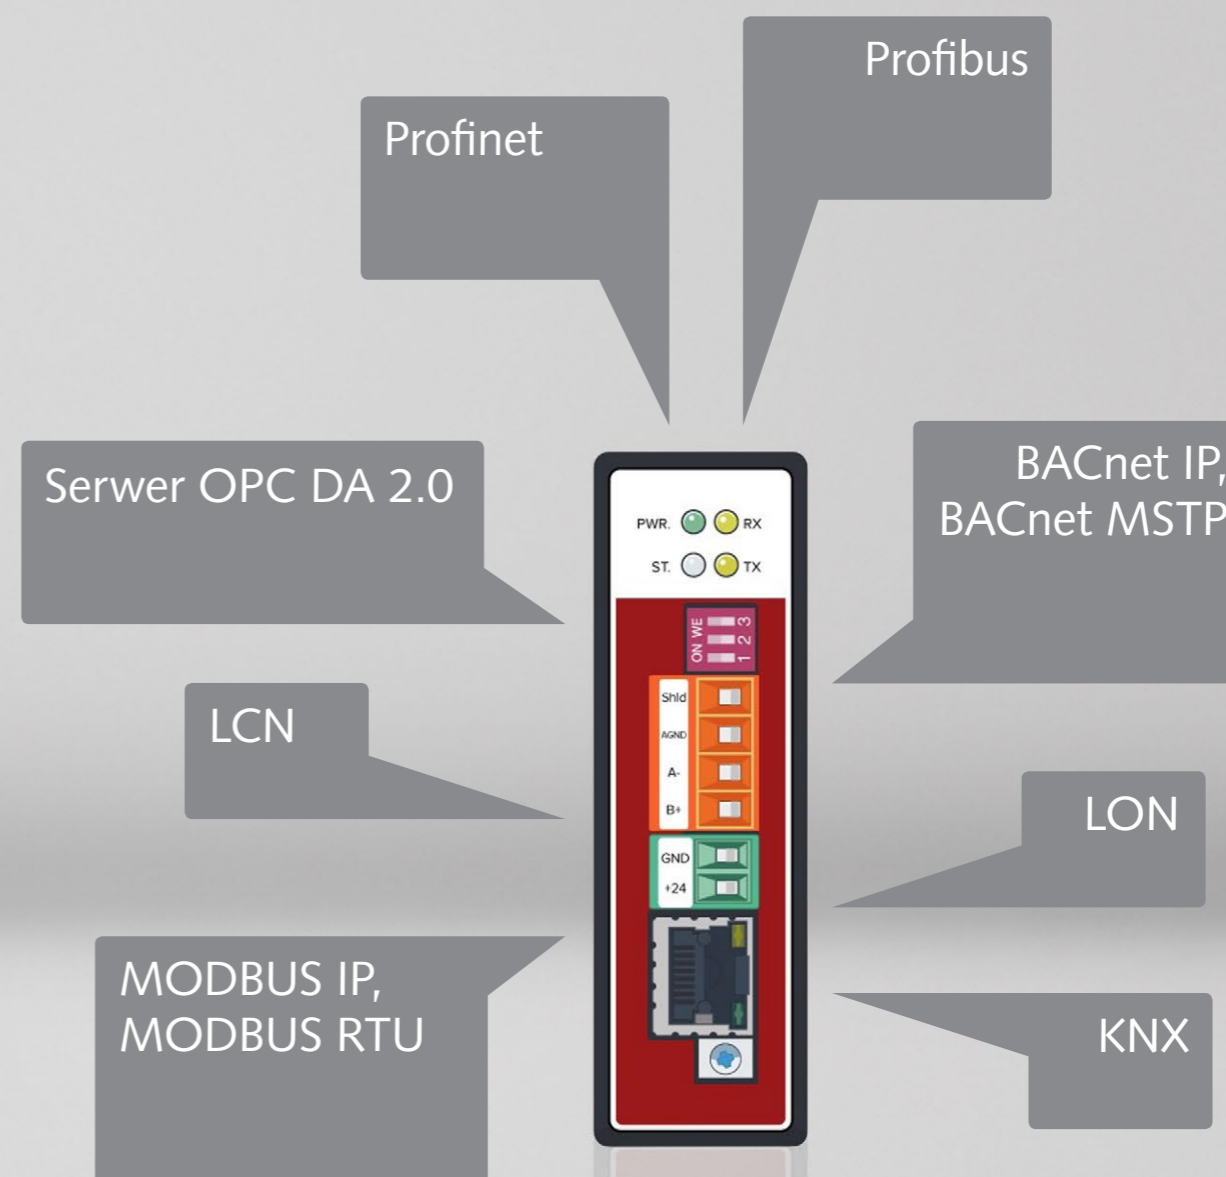 Profibus
Profinet
Serwer OPC DA 2.0
BACnet IP,
BACnet MSTP
PWR. RX
ST. TX
ON WE
1 2 3
Shld
AGND
A-
B+
GND
+24
LCN
LON
MODBUS IP,
MODBUS RTU
KNX